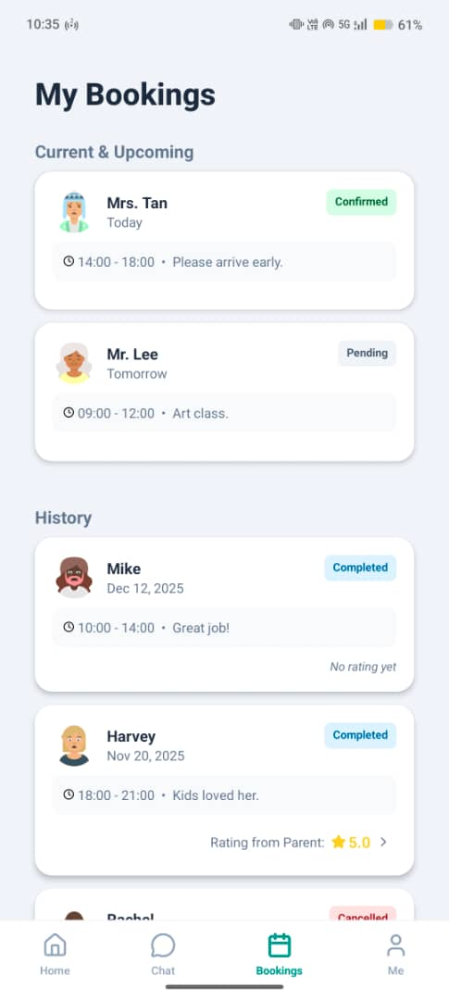 10:35
VoLTE 5G 61%
My Bookings
Current & Upcoming
Mrs. Tan
Confirmed
Today
14:00 - 18:00 • Please arrive early.
Mr. Lee
Pending
Tomorrow
09:00 - 12:00 • Art class.
History
Mike
Completed
Dec 12, 2025
10:00 - 14:00 • Great job!
No rating yet
Harvey
Completed
Nov 20, 2025
18:00 - 21:00 • Kids loved her.
Rating from Parent: 5.0
Rachel
Cancelled
Home
Chat
Bookings
Me